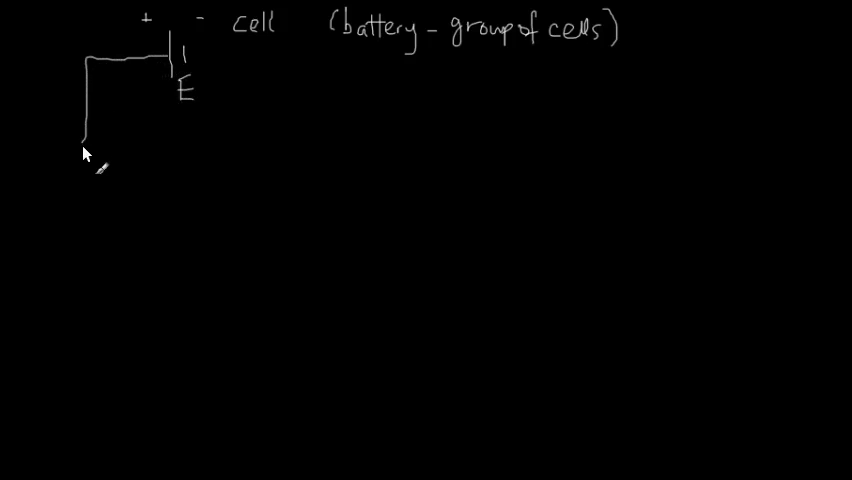 + - cell (battery - group of cells)
E